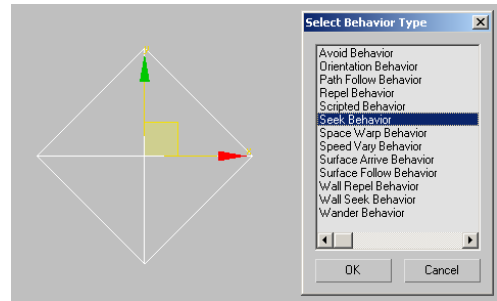 Select Behavior Type
Avoid Behavior
Orientation Behavior
Path Follow Behavior
Repel Behavior
Scripted Behavior
Seek Behavior
Space Warp Behavior
Speed Vary Behavior
Surface Arrive Behavior
Surface Follow Behavior
Wall Repel Behavior
Wall Seek Behavior
Wander Behavior
OK
Cancel